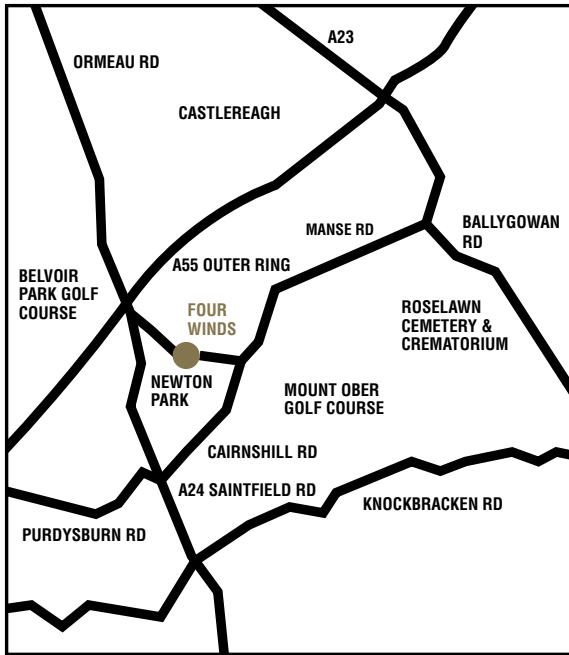 A23
ORMEAU RD
CASTLEREAGH
MANSE RD
BALLYGOWAN
RD
A55 OUTER RING
BELVOIR
PARK GOLF
COURSE
FOUR
WINDS
ROSELAWN
CEMETERY &
CREMATORIUM
NEWTON
PARK
MOUNT OBER
GOLF COURSE
CAIRNSHILL RD
A24 SAINTFIELD RD
KNOCKBRACKEN RD
PURDYSBURN RD